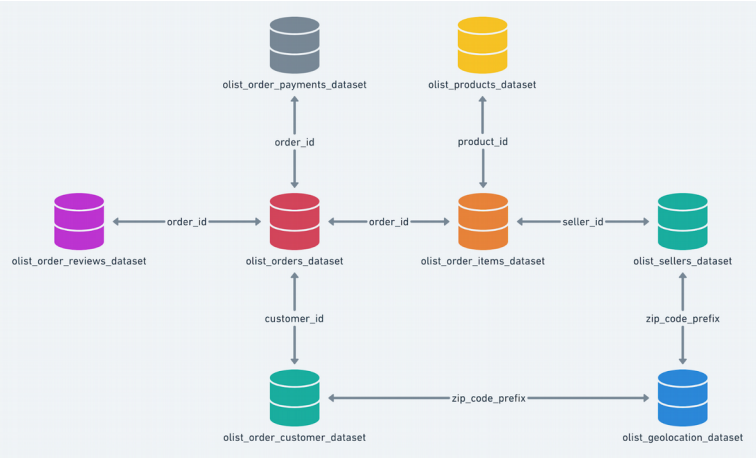 olist_order_payments_dataset
olist_products_dataset
order_id
product_id
order_id
order_id
seller_id
olist_order_reviews_dataset
olist_orders_dataset
olist_order_items_dataset
olist_sellers_dataset
customer_id
zip_code_prefix
zip_code_prefix
olist_order_customer_dataset
olist_geolocation_dataset